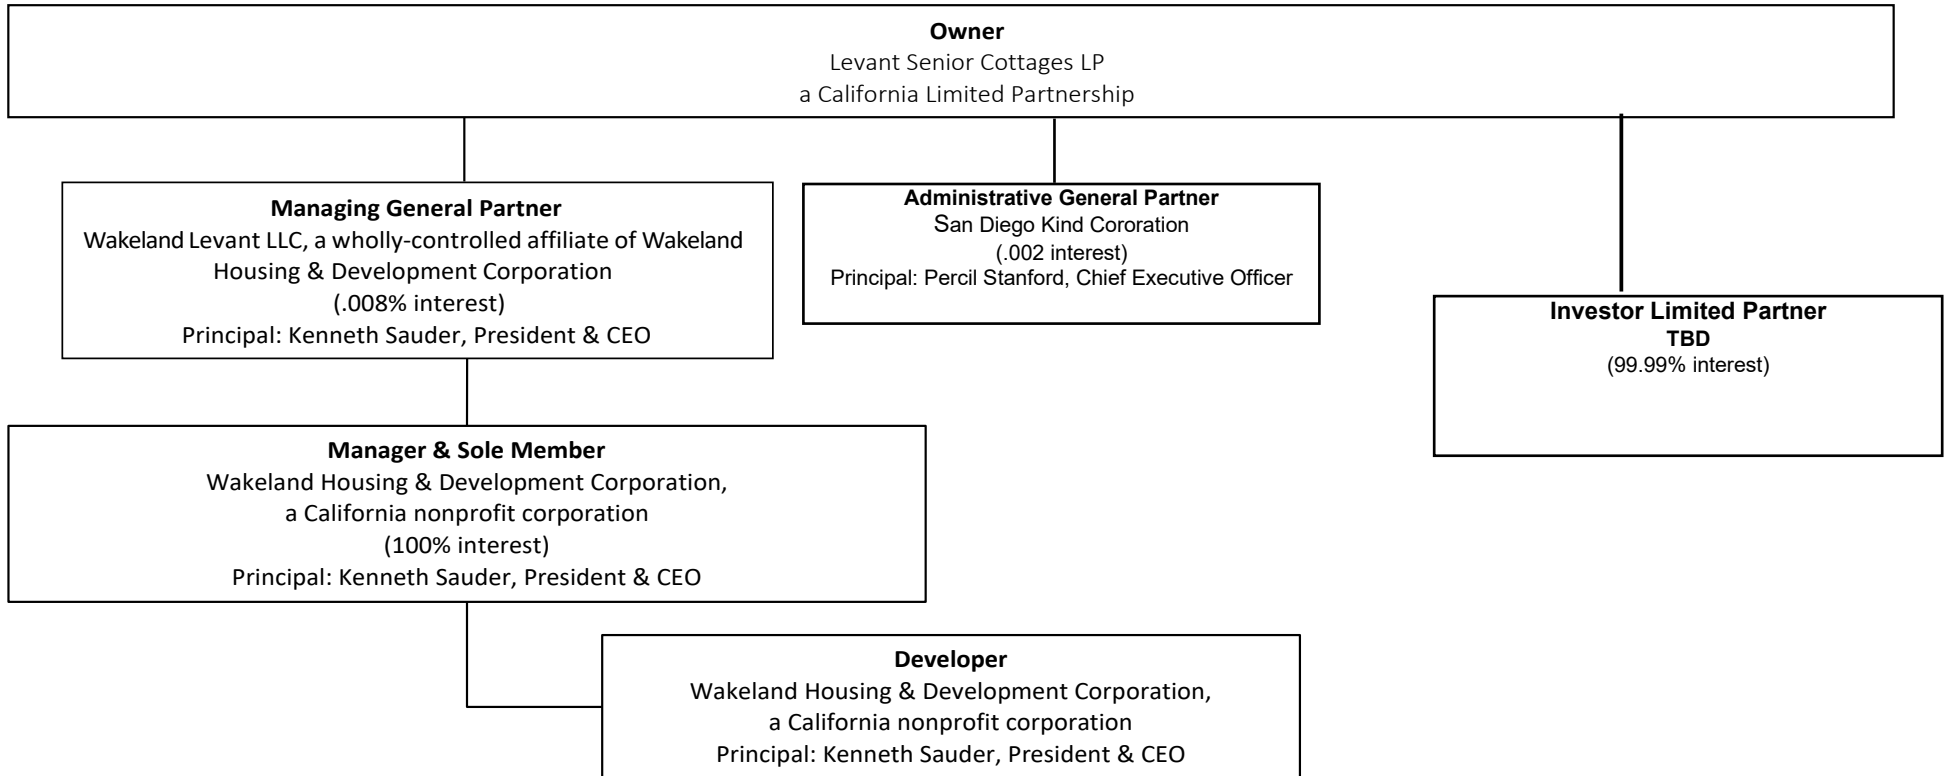 Owner
Levant Senior Cottages LP
a California Limited Partnership
Managing General Partner
Wakeland Levant LLC, a wholly-controlled affiliate of Wakeland
Housing & Development Corporation
(.008% interest)
Principal: Kenneth Sauder, President & CEO
Administrative General Partner
San Diego Kind Cororation
(.002 interest)
Principal: Percil Stanford, Chief Executive Officer
Investor Limited Partner
TBD
(99.99% interest)
Manager & Sole Member
Wakeland Housing & Development Corporation,
a California nonprofit corporation
(100% interest)
Principal: Kenneth Sauder, President & CEO
Developer
Wakeland Housing & Development Corporation,
a California nonprofit corporation
Principal: Kenneth Sauder, President & CEO